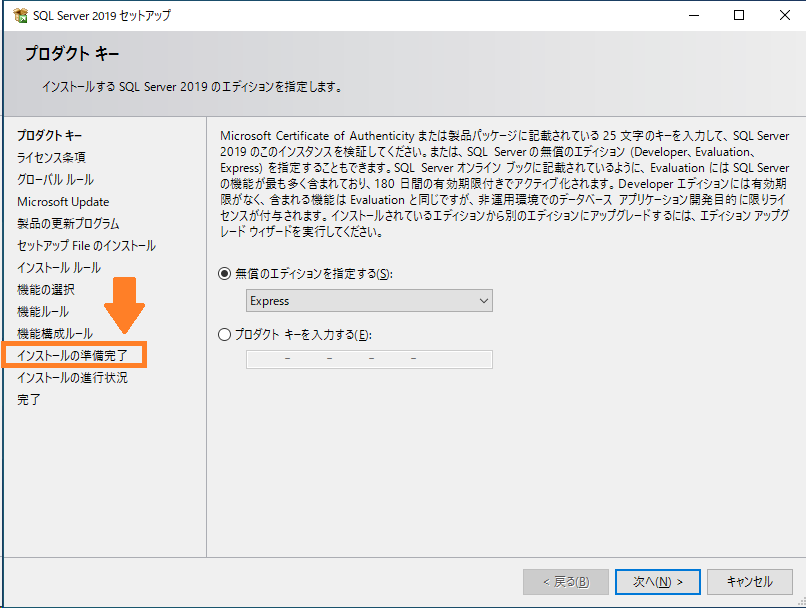 SQL Server 2019 セットアップ
プロダクト キー
インストールする SQL Server 2019 のエディションを指定します。
プロダクト キー
ライセンス条項
グローバル ルール
Microsoft Update
製品の更新プログラム
セットアップ File のインストール
インストール ルール
機能の選択
機能ルール
機能構成ルール
インストールの準備完了
インストールの進行状況
完了
Microsoft Certificate of Authenticity または製品パッケージに記載されている 25 文字のキーを入力して、SQL Server
2019 のこのインスタンスを検証してください。または、SQL Server の無償のエディション (Developer、Evaluation、
Express) を指定することもできます。SQL Server オンライン ブックに記載されているように、Evaluation には SQL Server
の機能が最も多く含まれており、180 日間の有効期限付きでアクティブ化されます。Developer エディションには有効期
限がなく、含まれる機能は Evaluation と同じですが、非運用環境でのデータベース アプリケーション開発目的に限りライ
センスが付与されます。インストールされているエディションから別のエディションにアップグレードするには、エディション アップグ
レード ウィザードを実行してください。
無償のエディションを指定する(S):
Express
プロダクト キーを入力する(E):
- - - -
< 戻る(B) 次へ(N) > キャンセル